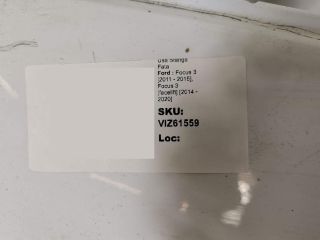 Usa Stanga
Fata
Ford : Focus 3
[2011 - 2015],
Focus 3
[facelift] [2014 -
2020]
SKU:
VIZ61559
Loc: